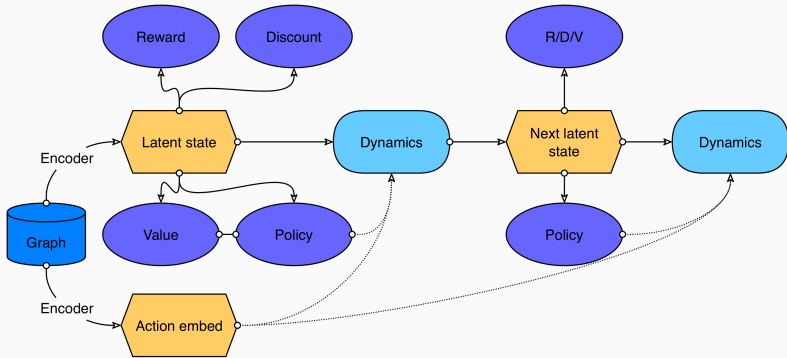 Reward
Discount
R/D/V
Encoder
Latent state
Dynamics
Next latent
state
Dynamics
Graph
Value
Policy
Policy
Encoder
Action embed